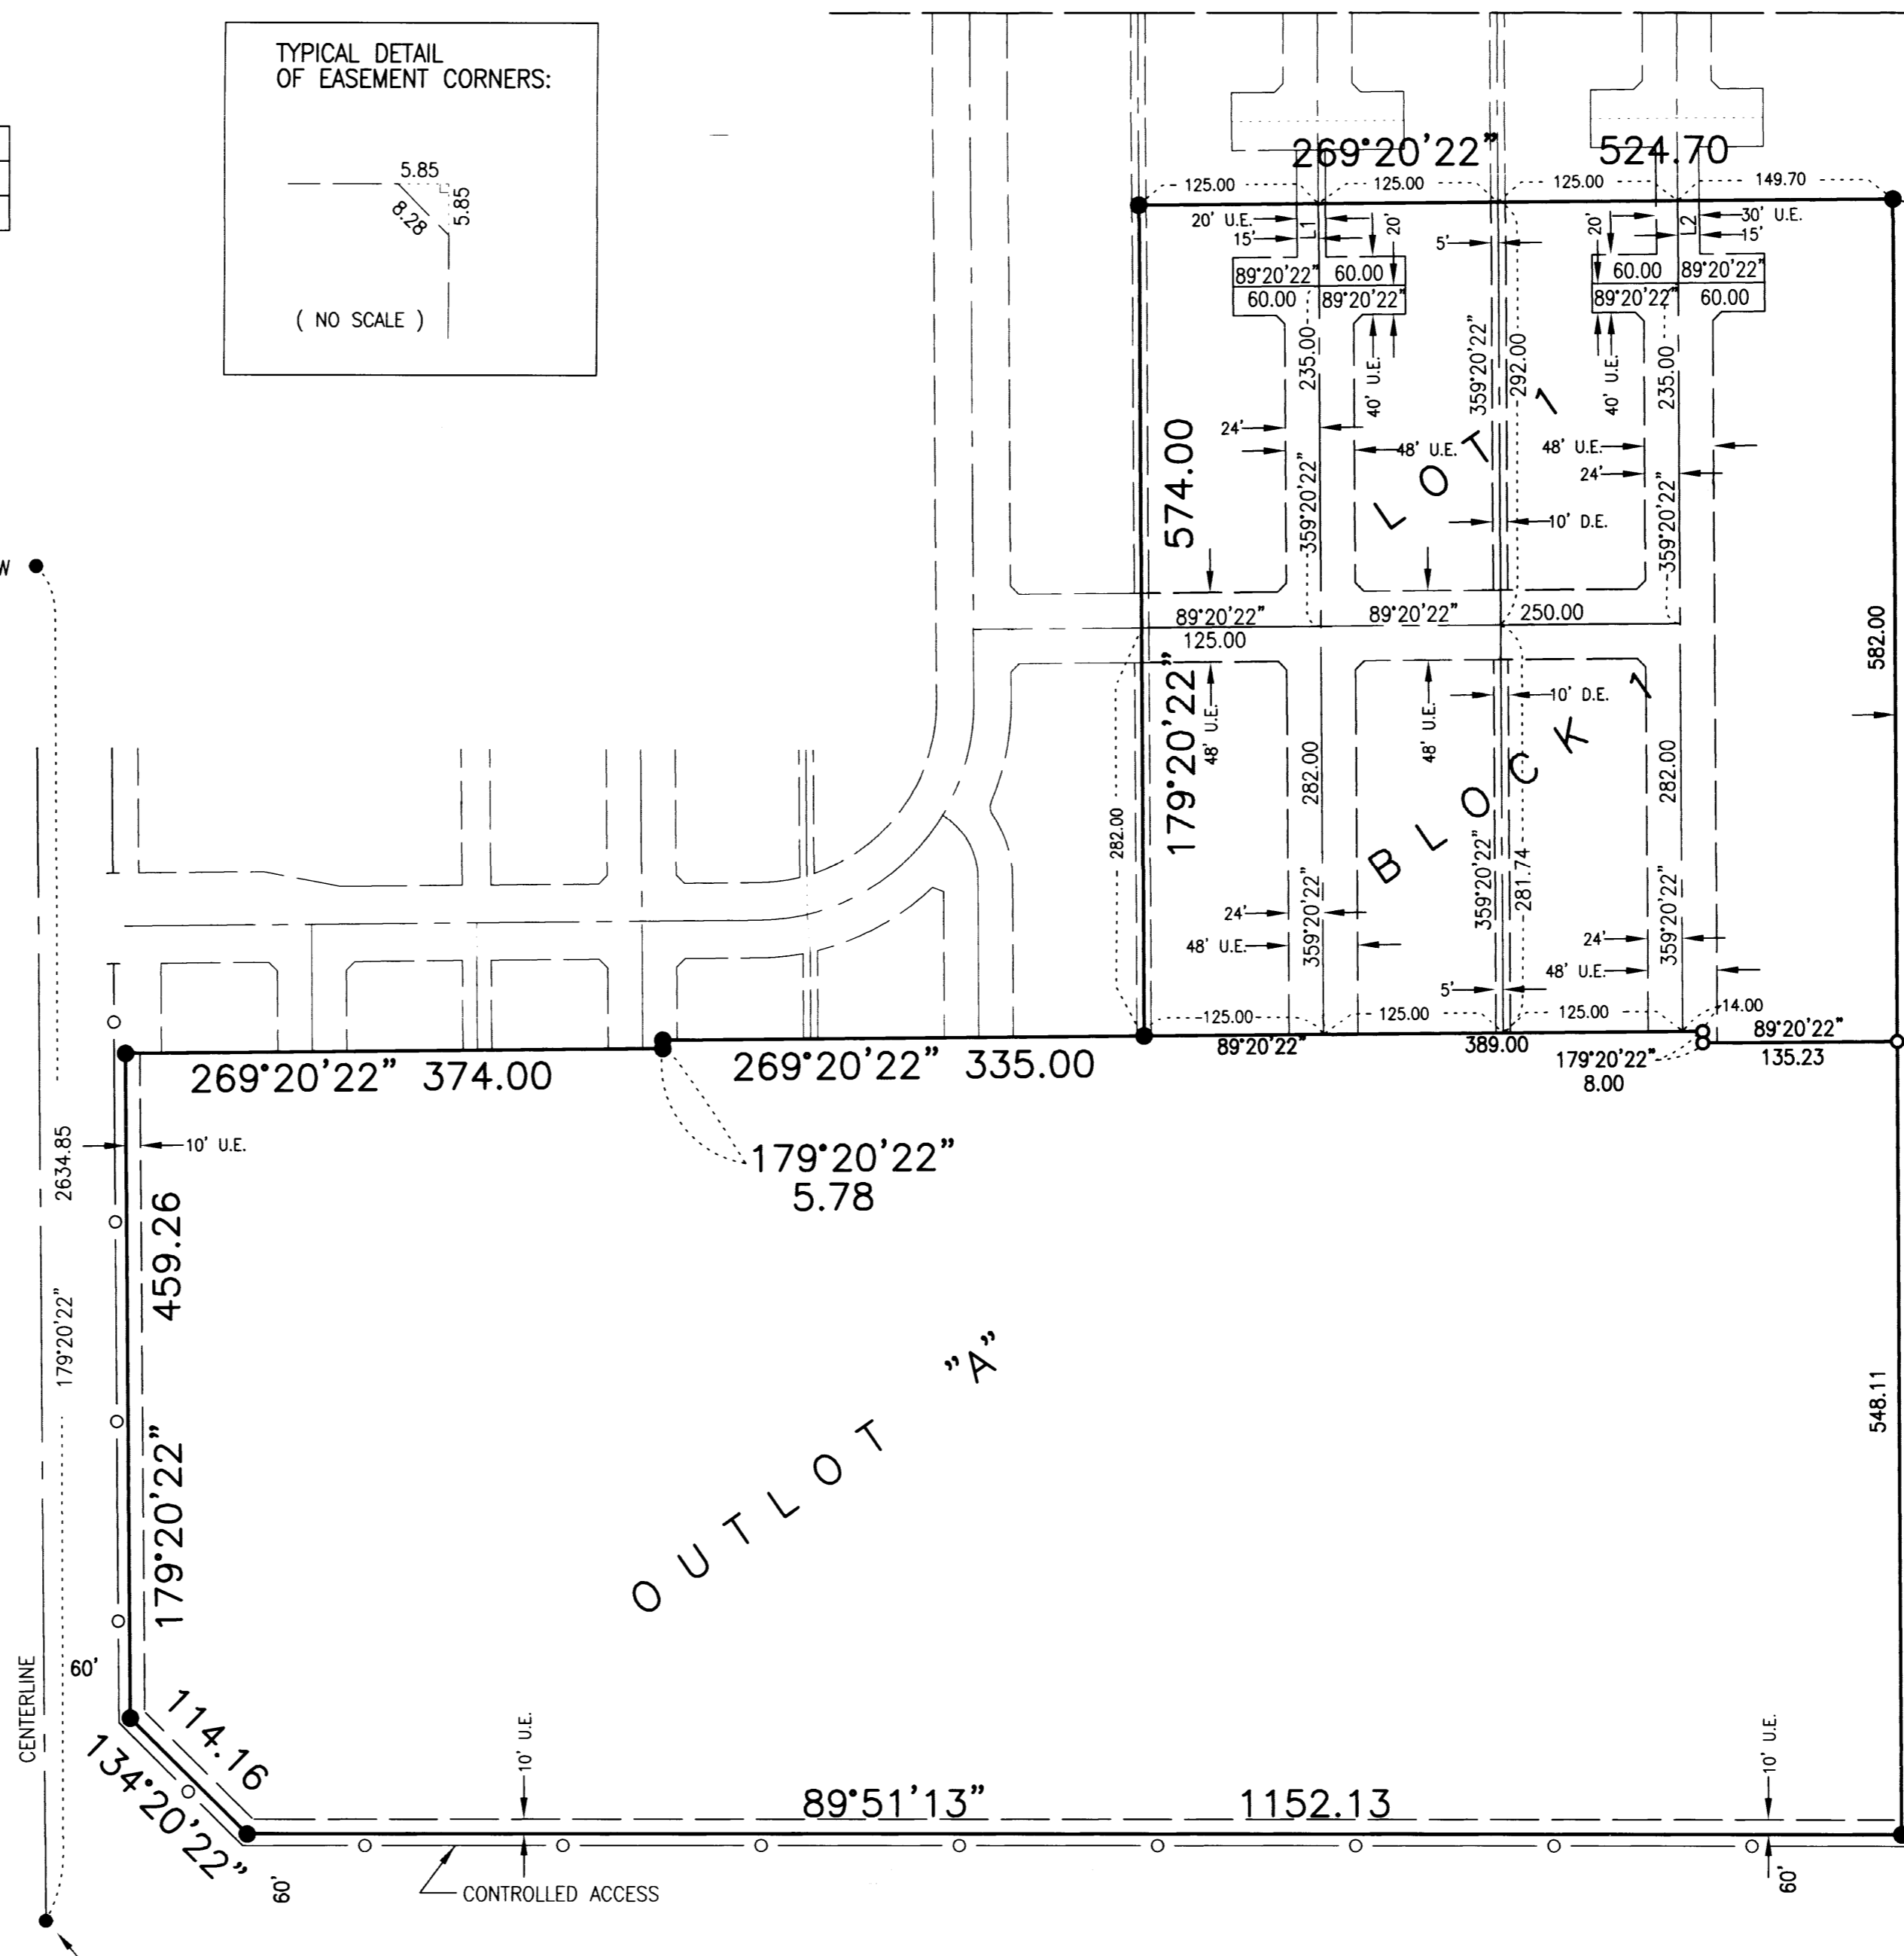 TYPICAL DETAIL
OF EASEMENT CORNERS:
5.85
5.85
8.28
( NO SCALE )
269°20'22" 524.70
125.00 125.00 125.00 149.70
20' U.E.
15'
L1
20'
5'
20'
L2
30' U.E.
15'
89°20'22" 60.00
60.00 89°20'22"
60.00 89°20'22"
89°20'22" 60.00
235.00
359°20'22"
40' U.E.
359°20'22"
292.00
40' U.E.
235.00
359°20'22"
24'
48' U.E.
48' U.E.
24'
10' D.E.
LOT 1
574.00
179°20'22"
W
89°20'22"
125.00
89°20'22"
250.00
582.00
48' U.E.
48' U.E.
10' D.E.
BLOCK 1
282.00
282.00
359°20'22"
359°20'22"
281.74
282.00
359°20'22"
24'
48' U.E.
24'
48' U.E.
5'
125.00 125.00 125.00 14.00
89°20'22"
389.00
179°20'22"
8.00
89°20'22"
135.23
269°20'22" 374.00
269°20'22" 335.00
179°20'22"
5.78
10' U.E.
2634.85
179°20'22"
459.26
179°20'22"
548.11
OUTLOT "A"
CENTERLINE
60'
114.16
134°20'22"
10' U.E.
89°51'13" 1152.13
10' U.E.
60'
CONTROLLED ACCESS
60'